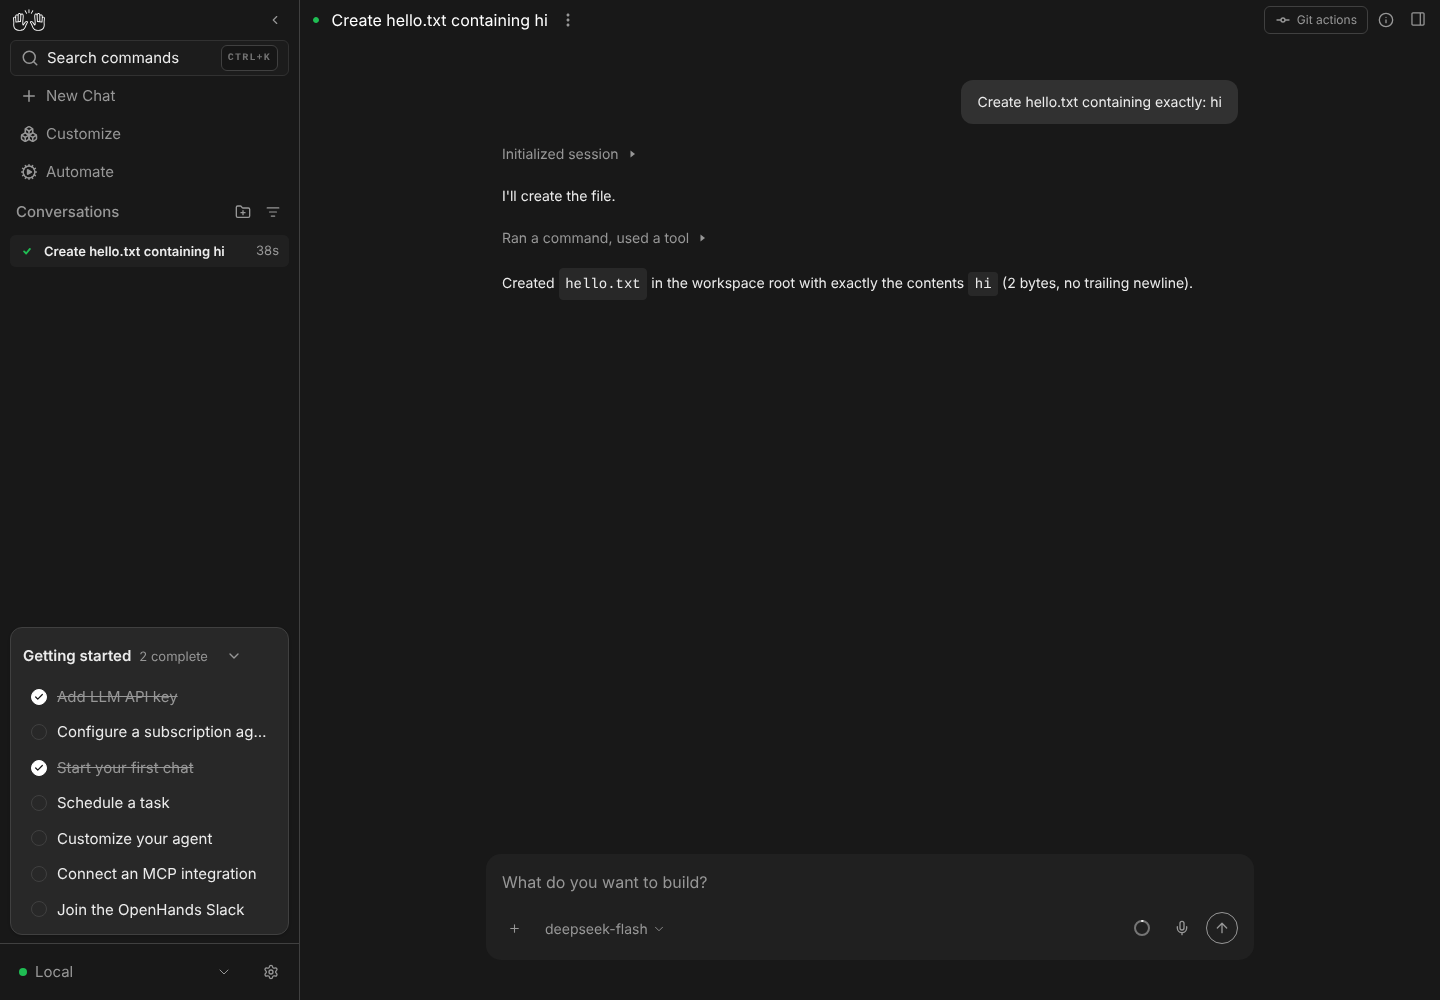 Search commands CTRL+K
New Chat
Customize
Automate
Conversations
Create hello.txt containing hi 38s
Getting started 2 complete
Add LLM API key
Configure a subscription ag...
Start your first chat
Schedule a task
Customize your agent
Connect an MCP integration
Join the OpenHands Slack
Local
Create hello.txt containing hi
Git actions
Create hello.txt containing exactly: hi
Initialized session
I'll create the file.
Ran a command, used a tool
Created hello.txt in the workspace root with exactly the contents hi (2 bytes, no trailing newline).
What do you want to build?
deepseek-flash